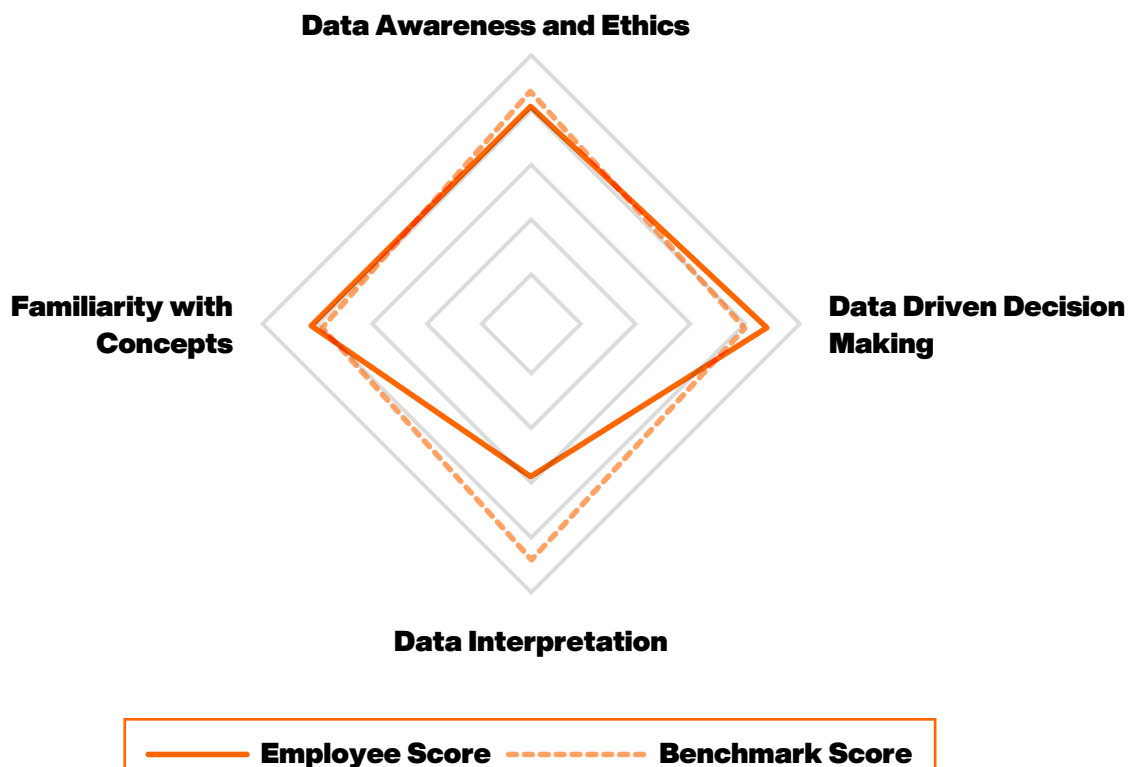 Data Awareness and Ethics
Familiarity with
Concepts
Data Driven Decision
Making
Data Interpretation
Employee Score
Benchmark Score